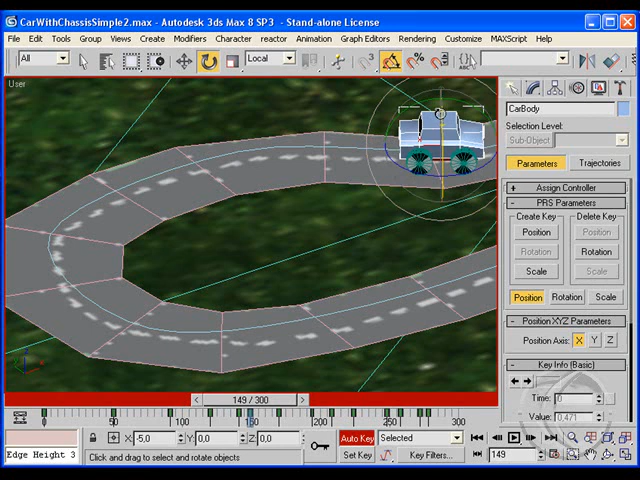 CarWithChassisSimple2.max - Autodesk 3ds Max 8 SP3 - Stand-alone License
File Edit Tools Group Views Create Modifiers Character reactor Animation Graph Editors Rendering Customize MAXScript Help
All Local
User
CarBody
Selection Level:
Sub-Object
Parameters Trajectories
+ Assign Controller
- PRS Parameters
Create Key Delete Key
Position Position
Rotation Rotation
Scale Scale
Position Rotation Scale
- Position XYZ Parameters
Position Axis: X Y Z
- Key Info (Basic)
Time: 0
Value: 0,471
149 / 300
0 50 100 150 200 250 300
X: -5,0 Y: 0,0 Z: 0,0 Auto Key Selected
Edge Height 3 Click and drag to select and rotate objects Set Key Key Filters... 149